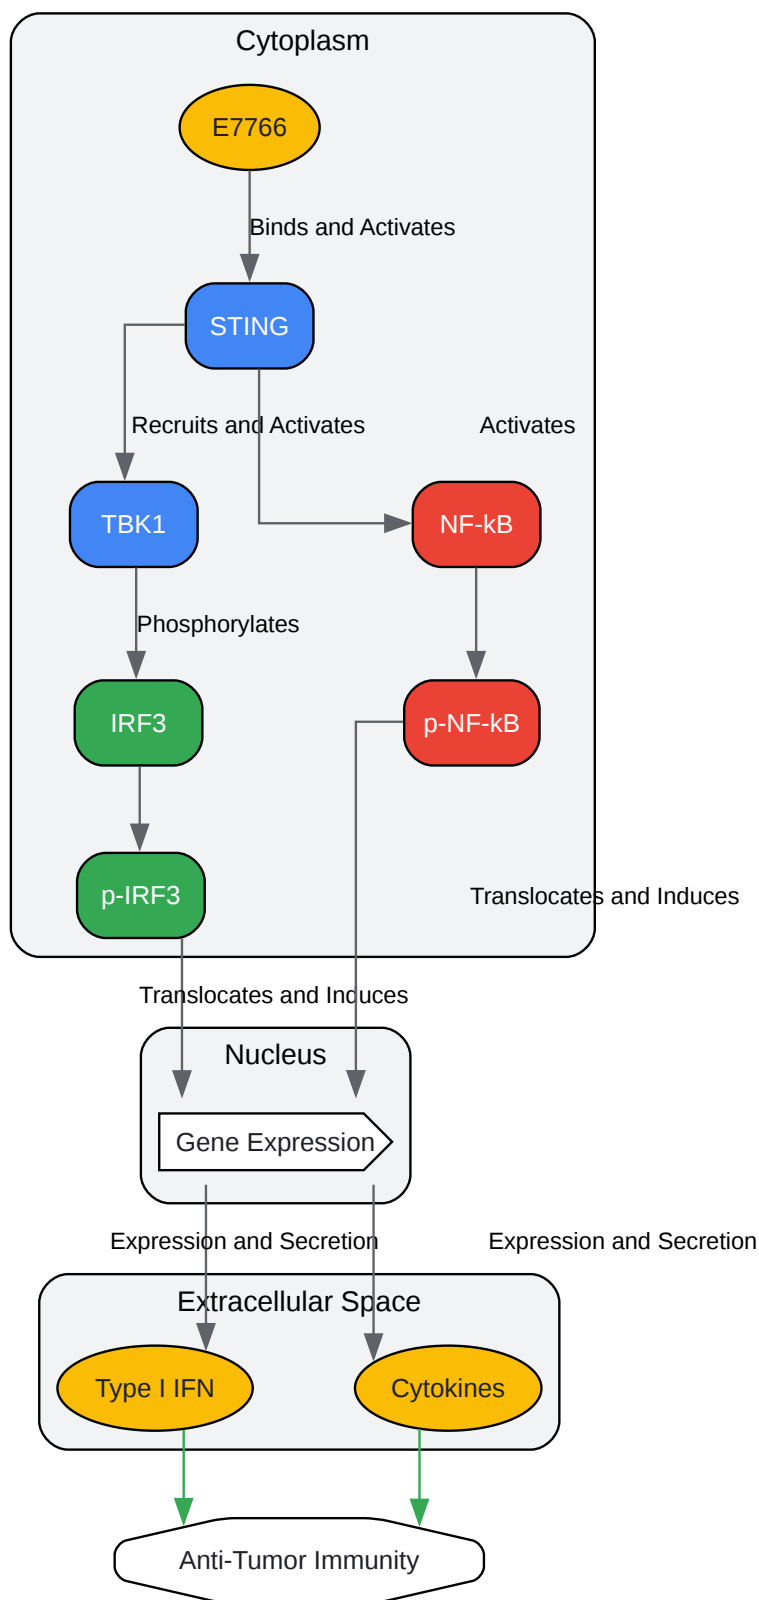 Cytoplasm
E7766
Binds and Activates
STING
Recruits and Activates
Activates
TBK1
NF-kB
Phosphorylates
IRF3
p-NF-kB
p-IRF3
Translocates and Induces
Translocates and Induces
Nucleus
Gene Expression
Expression and Secretion
Expression and Secretion
Extracellular Space
Type I IFN
Cytokines
Anti-Tumor Immunity